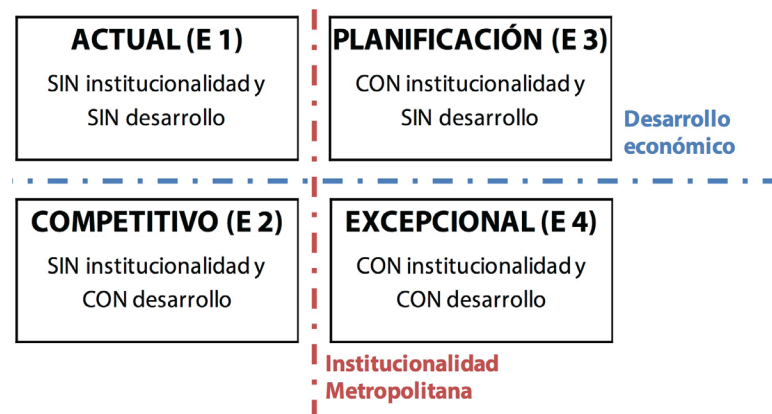 ACTUAL (E 1)
SIN institucionalidad y
SIN desarrollo
PLANIFICACIÓN (E 3)
CON institucionalidad y
SIN desarrollo
Desarrollo
económico
COMPETITIVO (E 2)
SIN institucionalidad y
CON desarrollo
EXCEPCIONAL (E 4)
CON institucionalidad y
CON desarrollo
Institucionalidad
Metropolitana